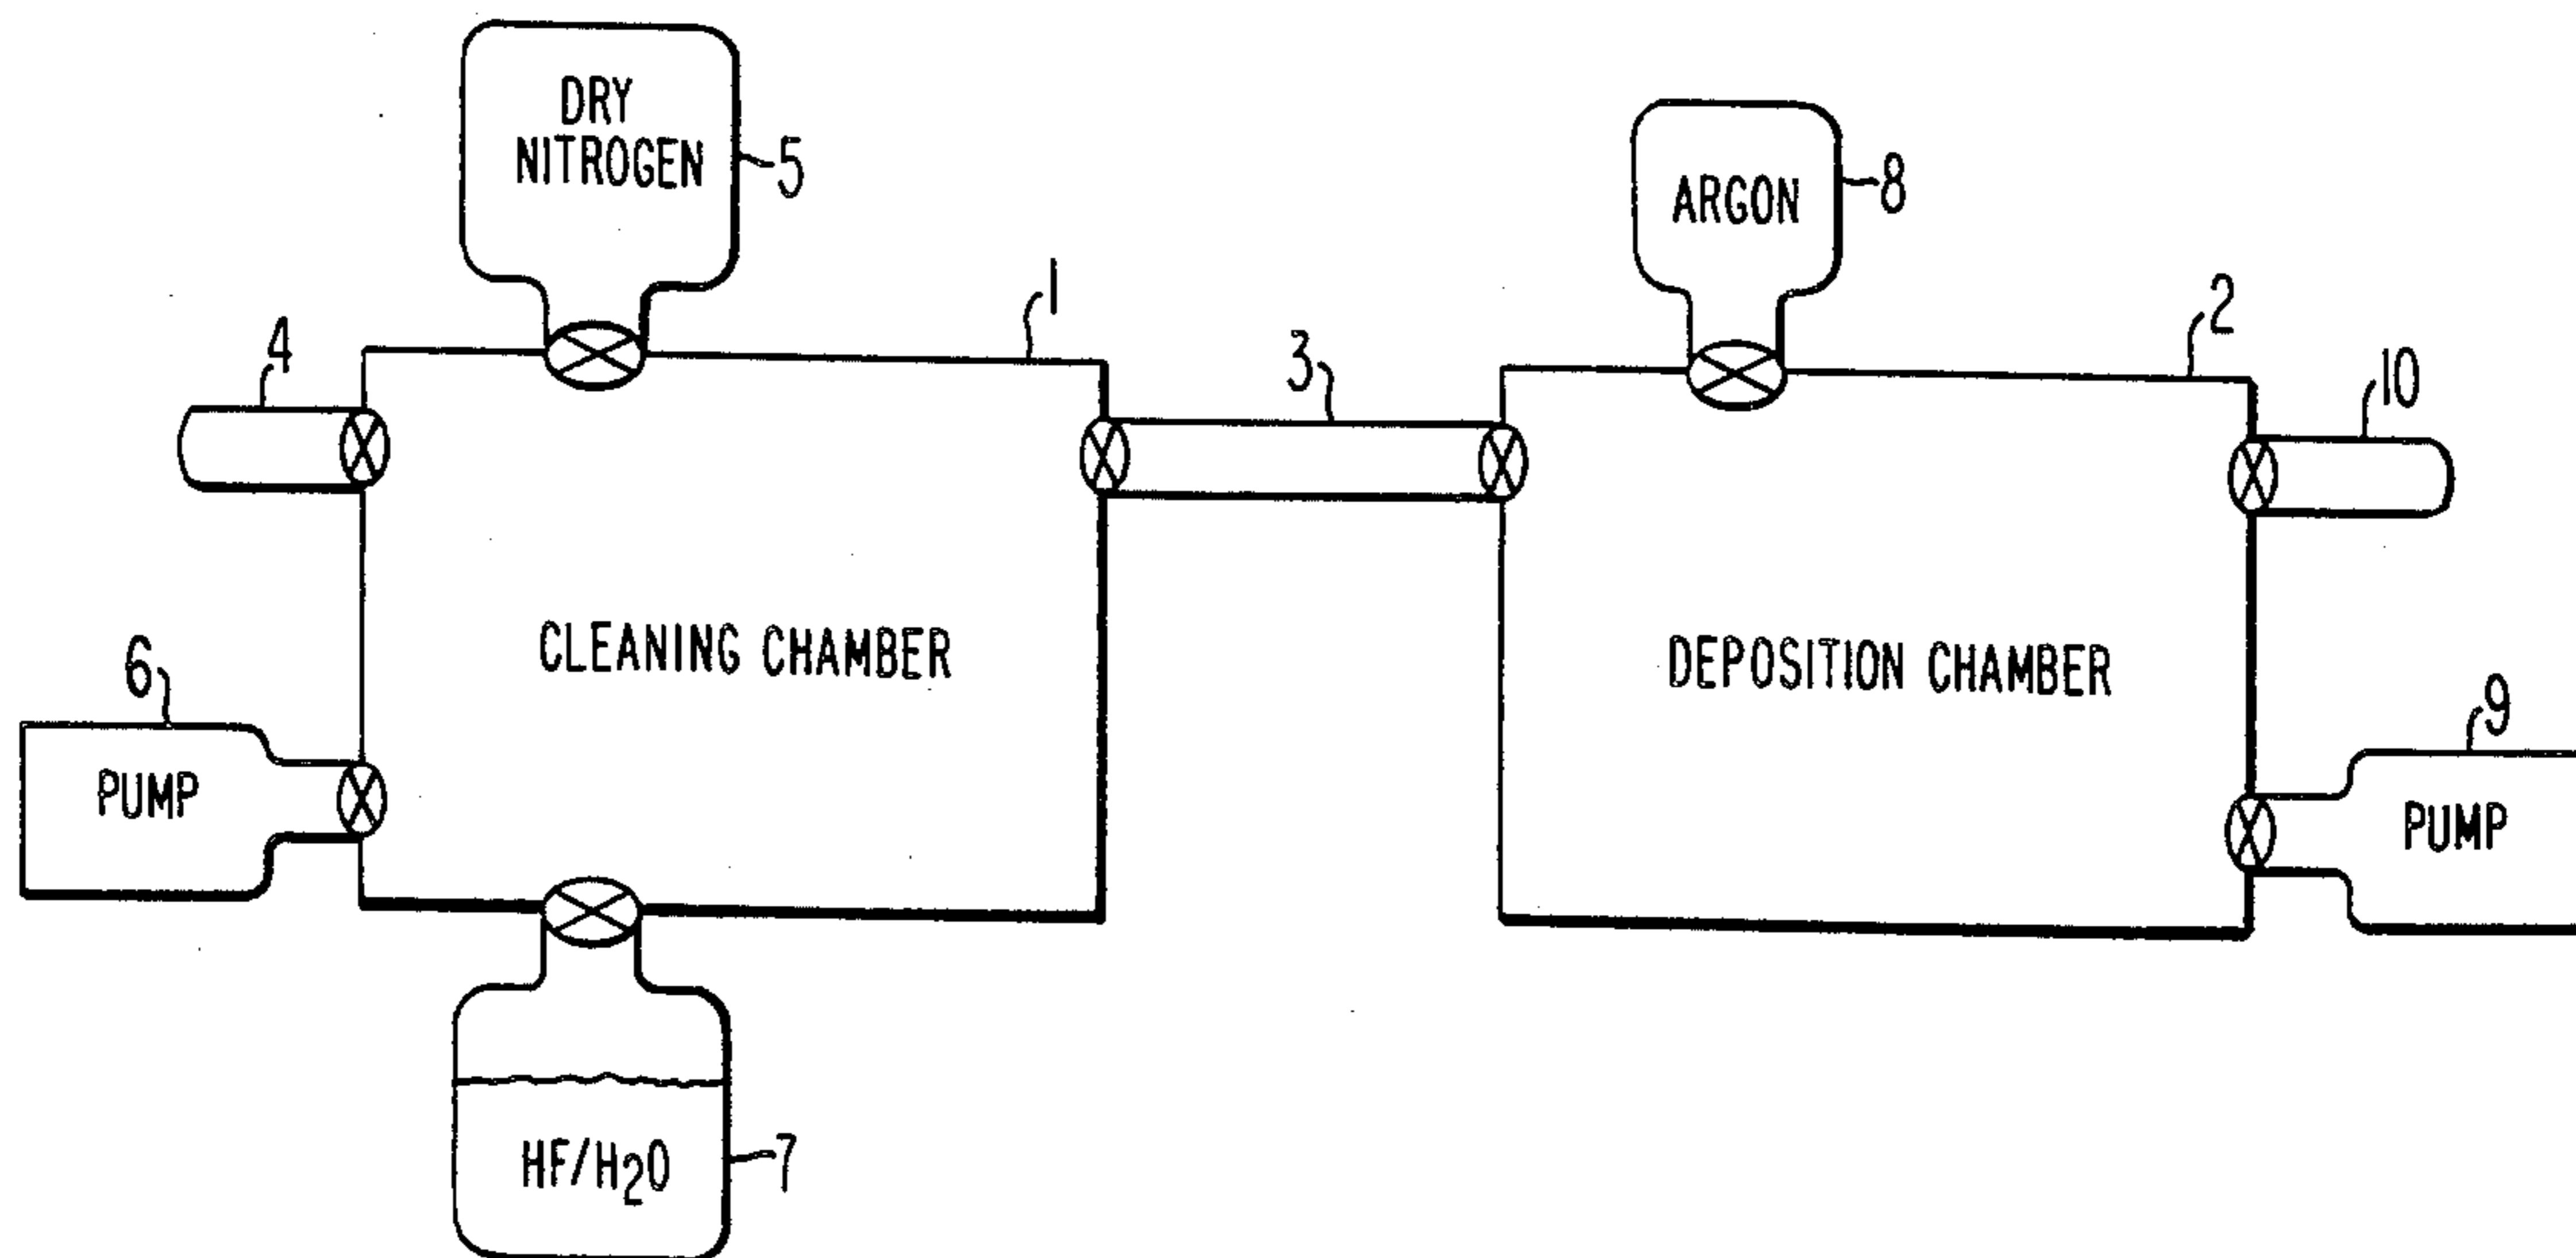 DRY
NITROGEN
5
ARGON
8
1
2
4
3
10
CLEANING CHAMBER
DEPOSITION CHAMBER
6
9
PUMP
PUMP
HF/H2O
7